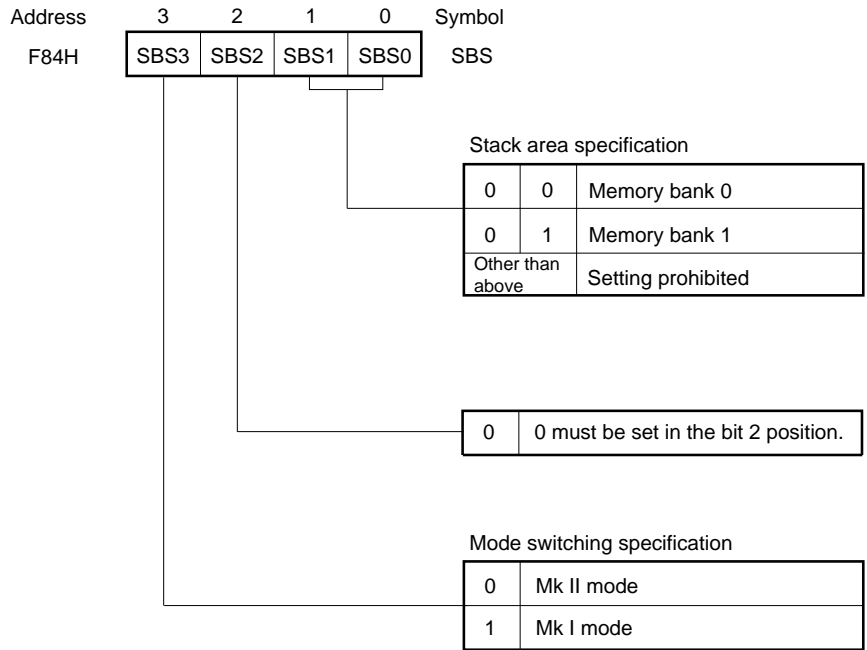 Address 3 2 1 0 Symbol
F84H SBS3 SBS2 SBS1 SBS0 SBS
Stack area specification
0 0 Memory bank 0
0 1 Memory bank 1
Other than above Setting prohibited
0 0 must be set in the bit 2 position.
Mode switching specification
0 Mk II mode
1 Mk I mode